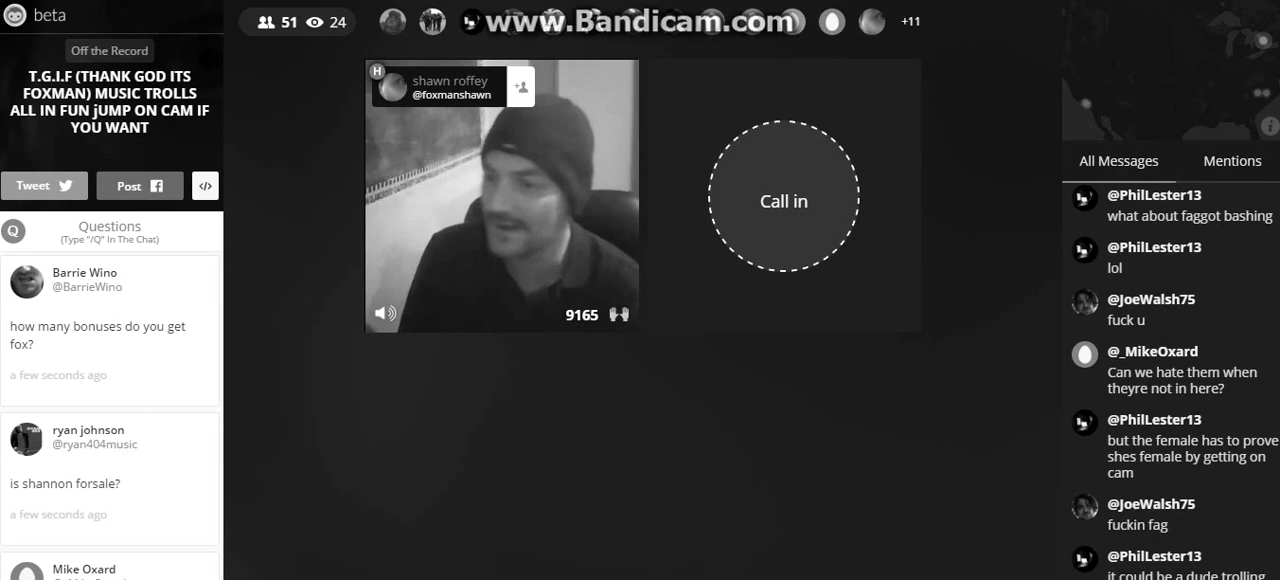 beta
51 24
www.Bandicam.com
+11
Off the Record
T.G.I.F (THANK GOD ITS
FOXMAN) MUSIC TROLLS
ALL IN FUN jUMP ON CAM IF
YOU WANT
Tweet
Post
</>
Q
Questions
(Type "/Q" In The Chat)
Barrie Wino
@BarrieWino
how many bonuses do you get
fox?
a few seconds ago
ryan johnson
@ryan404music
is shannon forsale?
a few seconds ago
Mike Oxard
H
shawn roffey
@foxmanshawn
9165
Call in
i
All Messages
Mentions
@PhilLester13
what about faggot bashing
@PhilLester13
lol
@JoeWalsh75
fuck u
@_MikeOxard
Can we hate them when
theyre not in here?
@PhilLester13
but the female has to prove
shes female by getting on
cam
@JoeWalsh75
fuckin fag
@PhilLester13
it could be a dude trolling